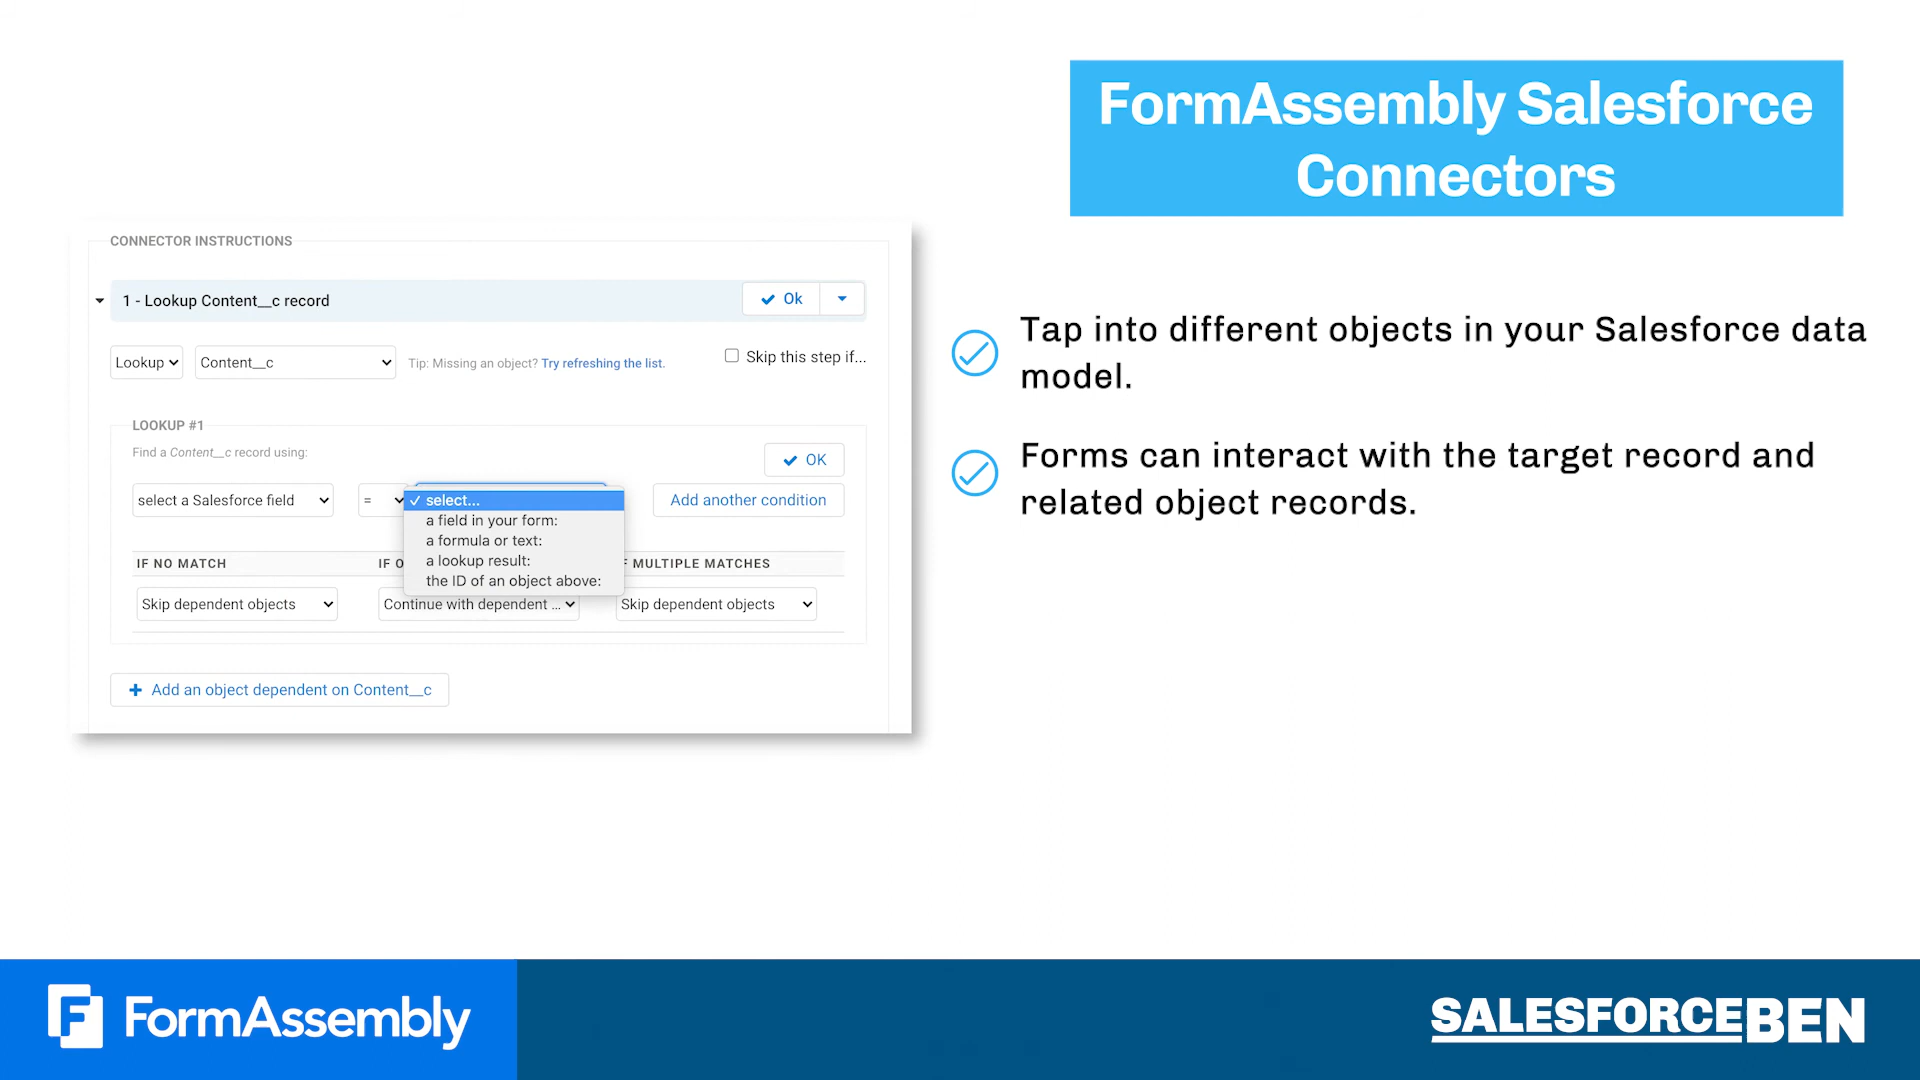 FormAssembly Salesforce
Connectors
CONNECTOR INSTRUCTIONS
1 - Lookup Content__c record
Ok
Lookup
Content__c
Tip: Missing an object? Try refreshing the list.
Skip this step if...
LOOKUP #1
Find a Content__c record using:
OK
select a Salesforce field
=
select...
Add another condition
a field in your form:
a formula or text:
a lookup result:
the ID of an object above:
IF NO MATCH
IF O
F MULTIPLE MATCHES
Skip dependent objects
Continue with dependent ...
Skip dependent objects
Add an object dependent on Content__c
Tap into different objects in your Salesforce data
model.
Forms can interact with the target record and
related object records.
FormAssembly
SALESFORCEBEN